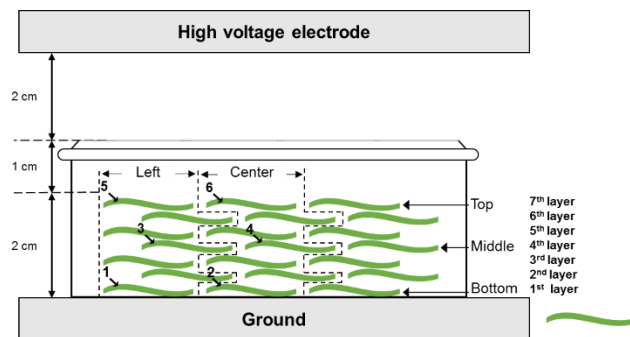 High voltage electrode
2 cm
1 cm
Left
Center
5
6
Top
7th layer
6th layer
5th layer
3
4
2 cm
Middle
4th layer
3rd layer
1
2
2nd layer
Bottom
1st layer
Ground